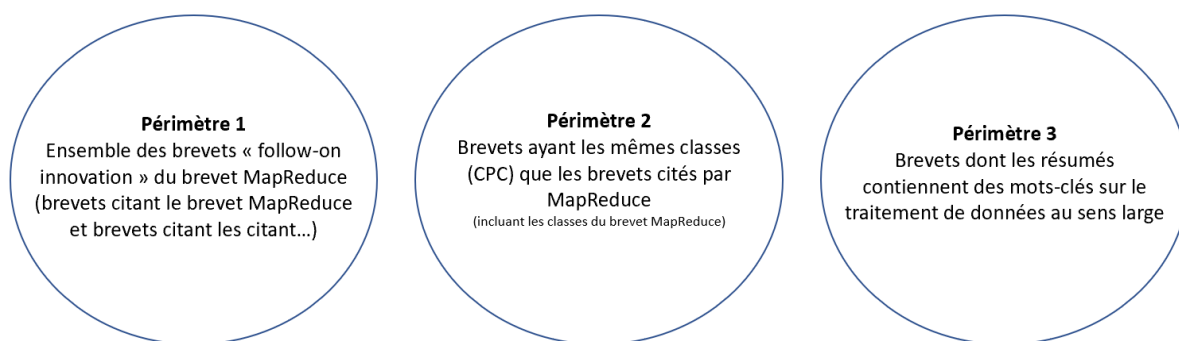 Périmètre 1
Ensemble des brevets « follow-on
innovation » du brevet MapReduce
(brevets citant le brevet MapReduce
et brevets citant les citant…)
Périmètre 2
Brevets ayant les mêmes classes
(CPC) que les brevets cités par
MapReduce
(incluant les classes du brevet MapReduce)
Périmètre 3
Brevets dont les résumés
contiennent des mots-clés sur le
traitement de données au sens large